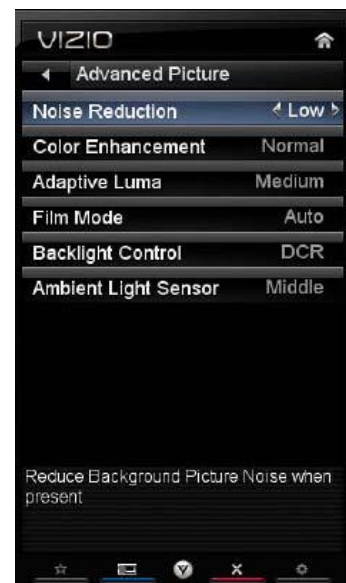 VIZIO
Advanced Picture
Noise Reduction Low
Color Enhancement Normal
Adaptive Luma Medium
Film Mode Auto
Backlight Control DCR
Ambient Light Sensor Middle
Reduce Background Picture Noise when
present